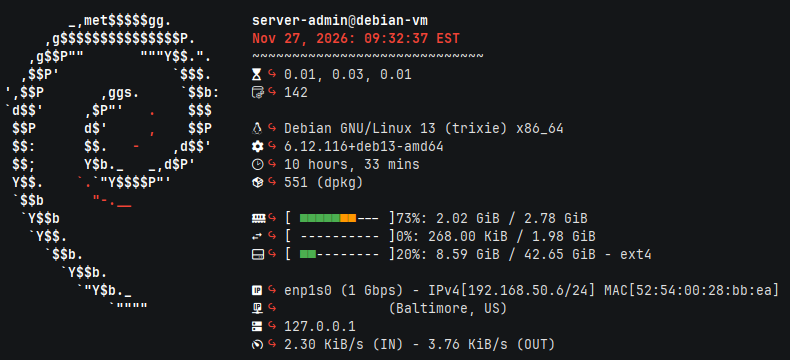 server-admin@debian-vm
Nov 27, 2026: 09:32:37 EST
~~~~~~~~~~~~~~~~~~~~~~~~~~~~~
0.01, 0.03, 0.01
142
Debian GNU/Linux 13 (trixie) x86_64
6.12.116+deb13-amd64
10 hours, 33 mins
551 (dpkg)
[ ■■■■■■■--- ]73%: 2.02 GiB / 2.78 GiB
[ ---------- ]0%: 268.00 KiB / 1.98 GiB
[ ■■-------- ]20%: 8.59 GiB / 42.65 GiB - ext4
enp1s0 (1 Gbps) - IPv4[192.168.50.6/24] MAC[52:54:00:28:bb:ea]
(Baltimore, US)
127.0.0.1
2.30 KiB/s (IN) - 3.76 KiB/s (OUT)